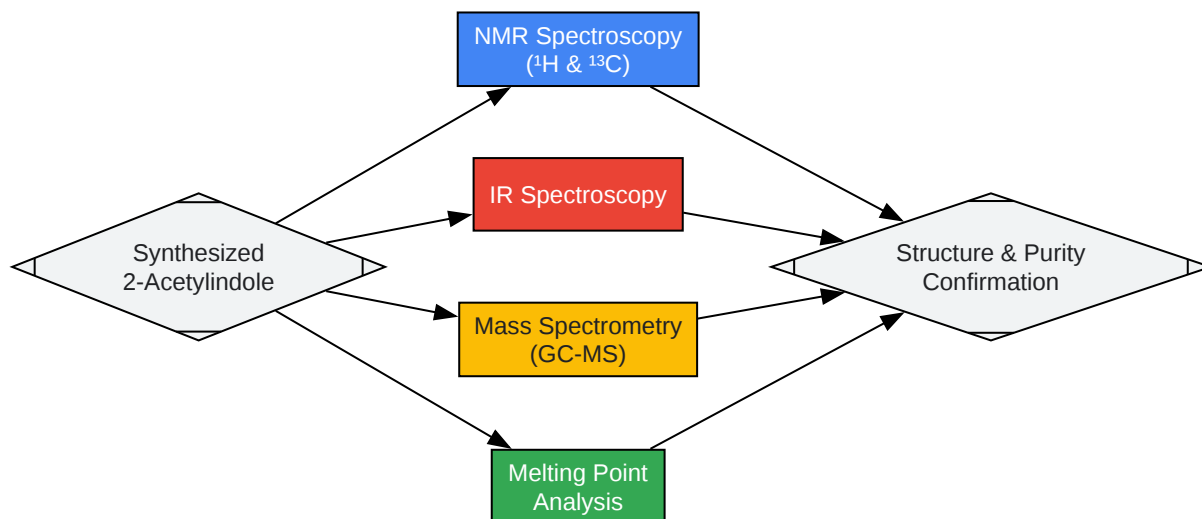 NMR Spectroscopy
(¹H & ¹³C)
IR Spectroscopy
Synthesized
2-Acetylindole
Structure & Purity
Confirmation
Mass Spectrometry
(GC-MS)
Melting Point
Analysis